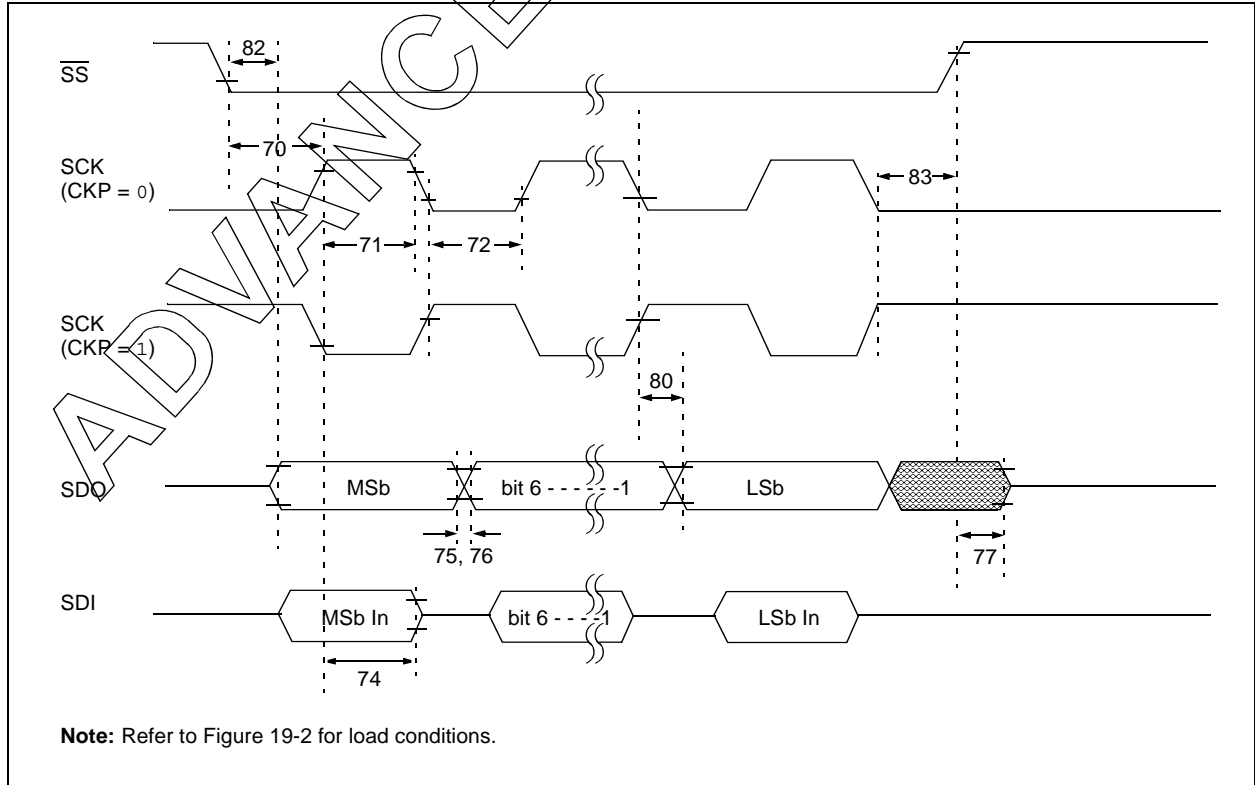 82
SS
70
SCK
(CKP = 0)
83
71
72
SCK
(CKP = 1)
80
SDO
MSb
bit 6 - - - - - -1
LSb
75, 76
77
SDI
MSb In
bit 6 - - - -1
LSb In
74
Note: Refer to Figure 19-2 for load conditions.
ADVANCE